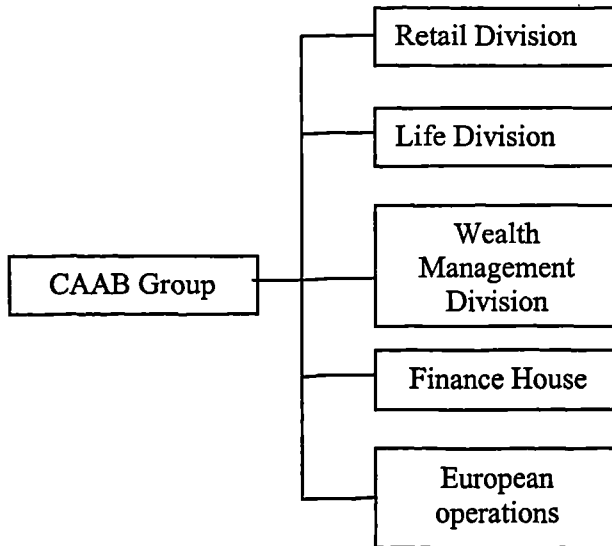 Retail Division
Life Division
Wealth
Management
Division
CAAB Group
Finance House
European
operations